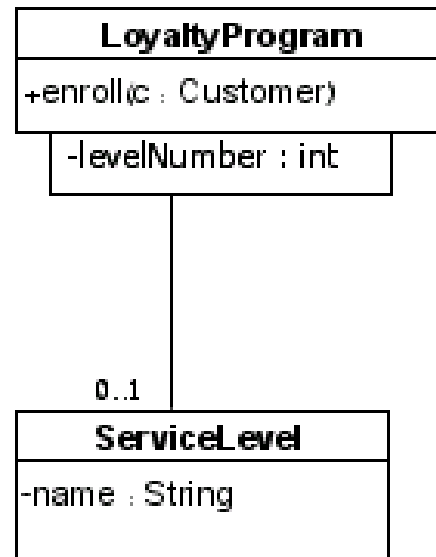 LoyaltyProgram
+enroll(c : Customer)
-levelNumber : int
0..1
ServiceLevel
-name : String